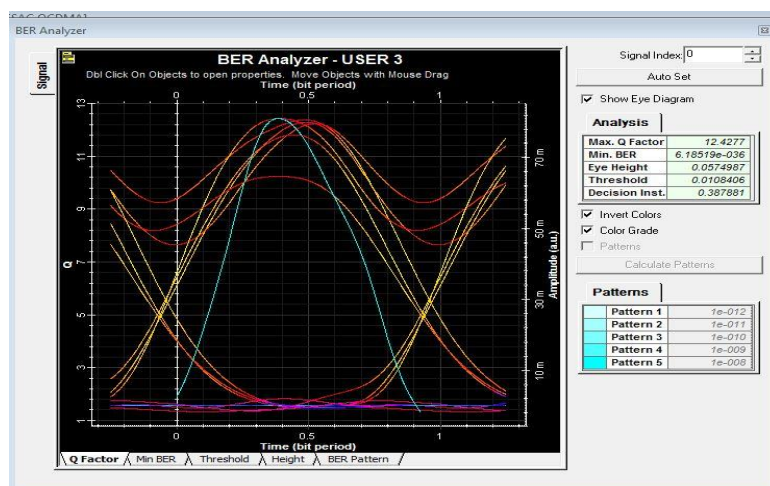 BER Analyzer
Signal
BER Analyzer - USER 3
Dbl Click On Objects to open properties. Move Objects with Mouse Drag
Time (bit period)
0 0.5 1
Q
13
11
9
7
5
3
1
Amplitude (a.u.)
70 m
50 m
30 m
10 m
0 0.5 1
Time (bit period)
Q Factor Min BER Threshold Height BER Pattern
Signal Index: 0
Auto Set
Show Eye Diagram
Analysis
Max. Q Factor 12.4277
Min. BER 6.18519e-036
Eye Height 0.0574987
Threshold 0.0108406
Decision Inst. 0.387881
Invert Colors
Color Grade
Patterns
Calculate Patterns
Patterns
Pattern 1 1e-012
Pattern 2 1e-011
Pattern 3 1e-010
Pattern 4 1e-009
Pattern 5 1e-008